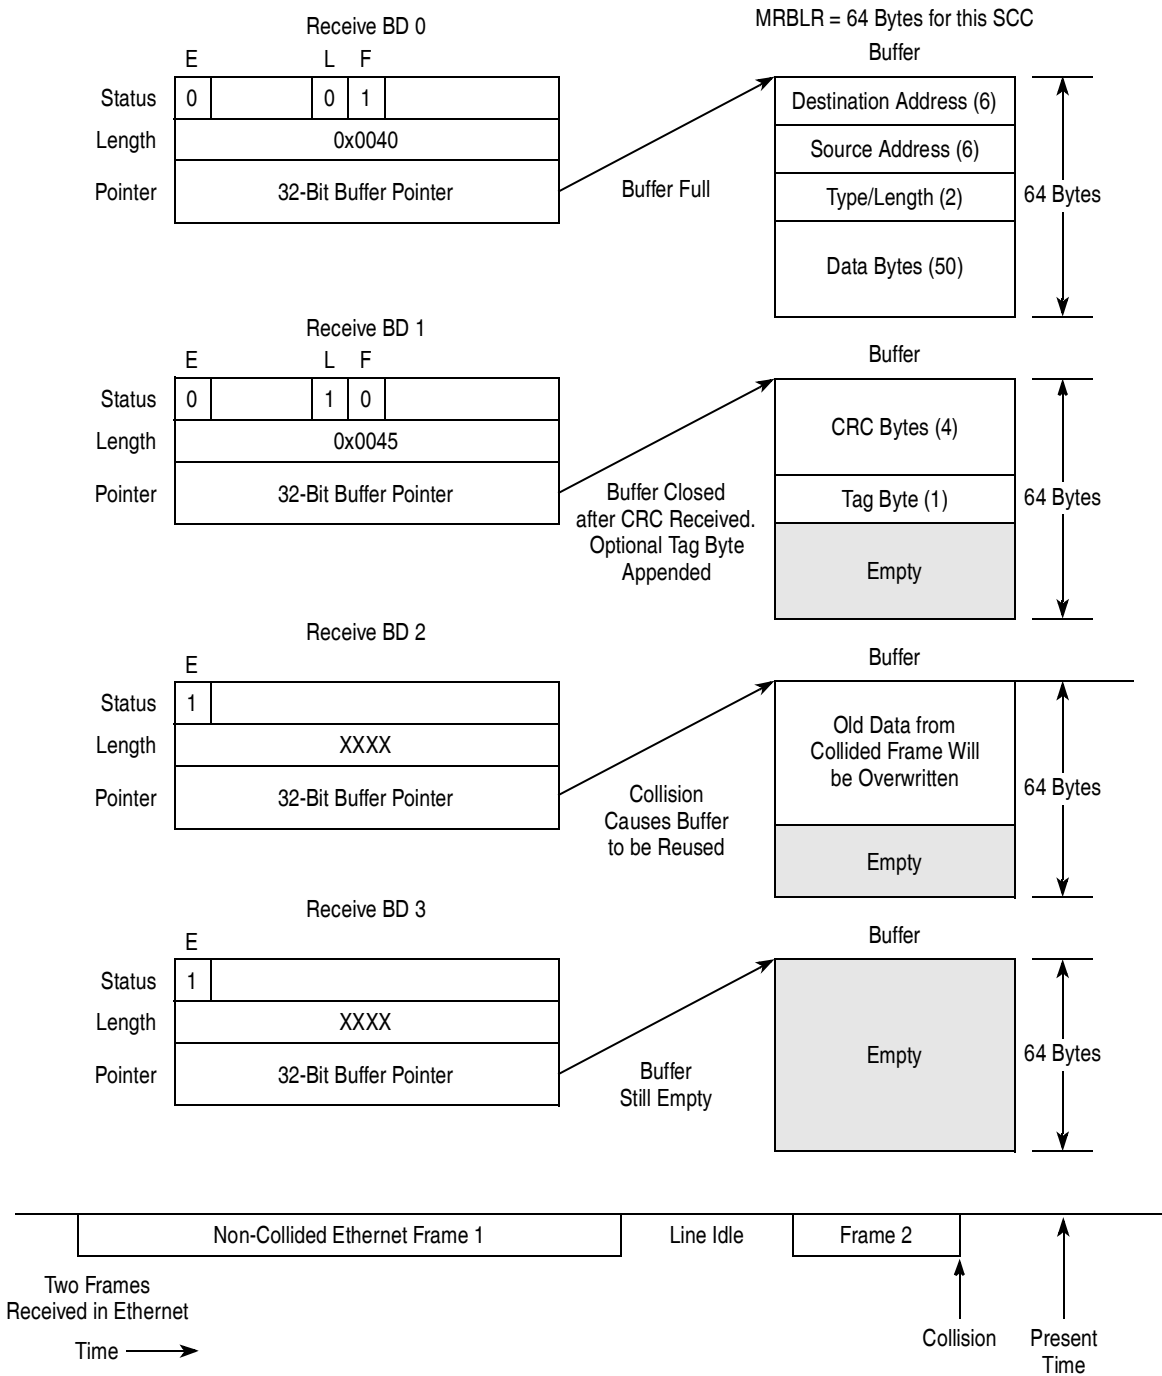 MRBLR = 64 Bytes for this SCC
Receive BD 0
Buffer
E L F
Status 0 0 1
Length 0x0040
Pointer 32-Bit Buffer Pointer
Buffer Full
Destination Address (6)
Source Address (6)
Type/Length (2)
Data Bytes (50)
64 Bytes
Receive BD 1
Buffer
E L F
Status 0 1 0
Length 0x0045
Pointer 32-Bit Buffer Pointer
Buffer Closed
after CRC Received.
Optional Tag Byte
Appended
CRC Bytes (4)
Tag Byte (1)
Empty
64 Bytes
Receive BD 2
Buffer
E
Status 1
Length XXXX
Pointer 32-Bit Buffer Pointer
Collision
Causes Buffer
to be Reused
Old Data from
Collided Frame Will
be Overwritten
Empty
64 Bytes
Receive BD 3
Buffer
E
Status 1
Length XXXX
Pointer 32-Bit Buffer Pointer
Buffer
Still Empty
Empty
64 Bytes
Non-Collided Ethernet Frame 1
Line Idle
Frame 2
Two Frames
Received in Ethernet
Time
Collision
Present
Time